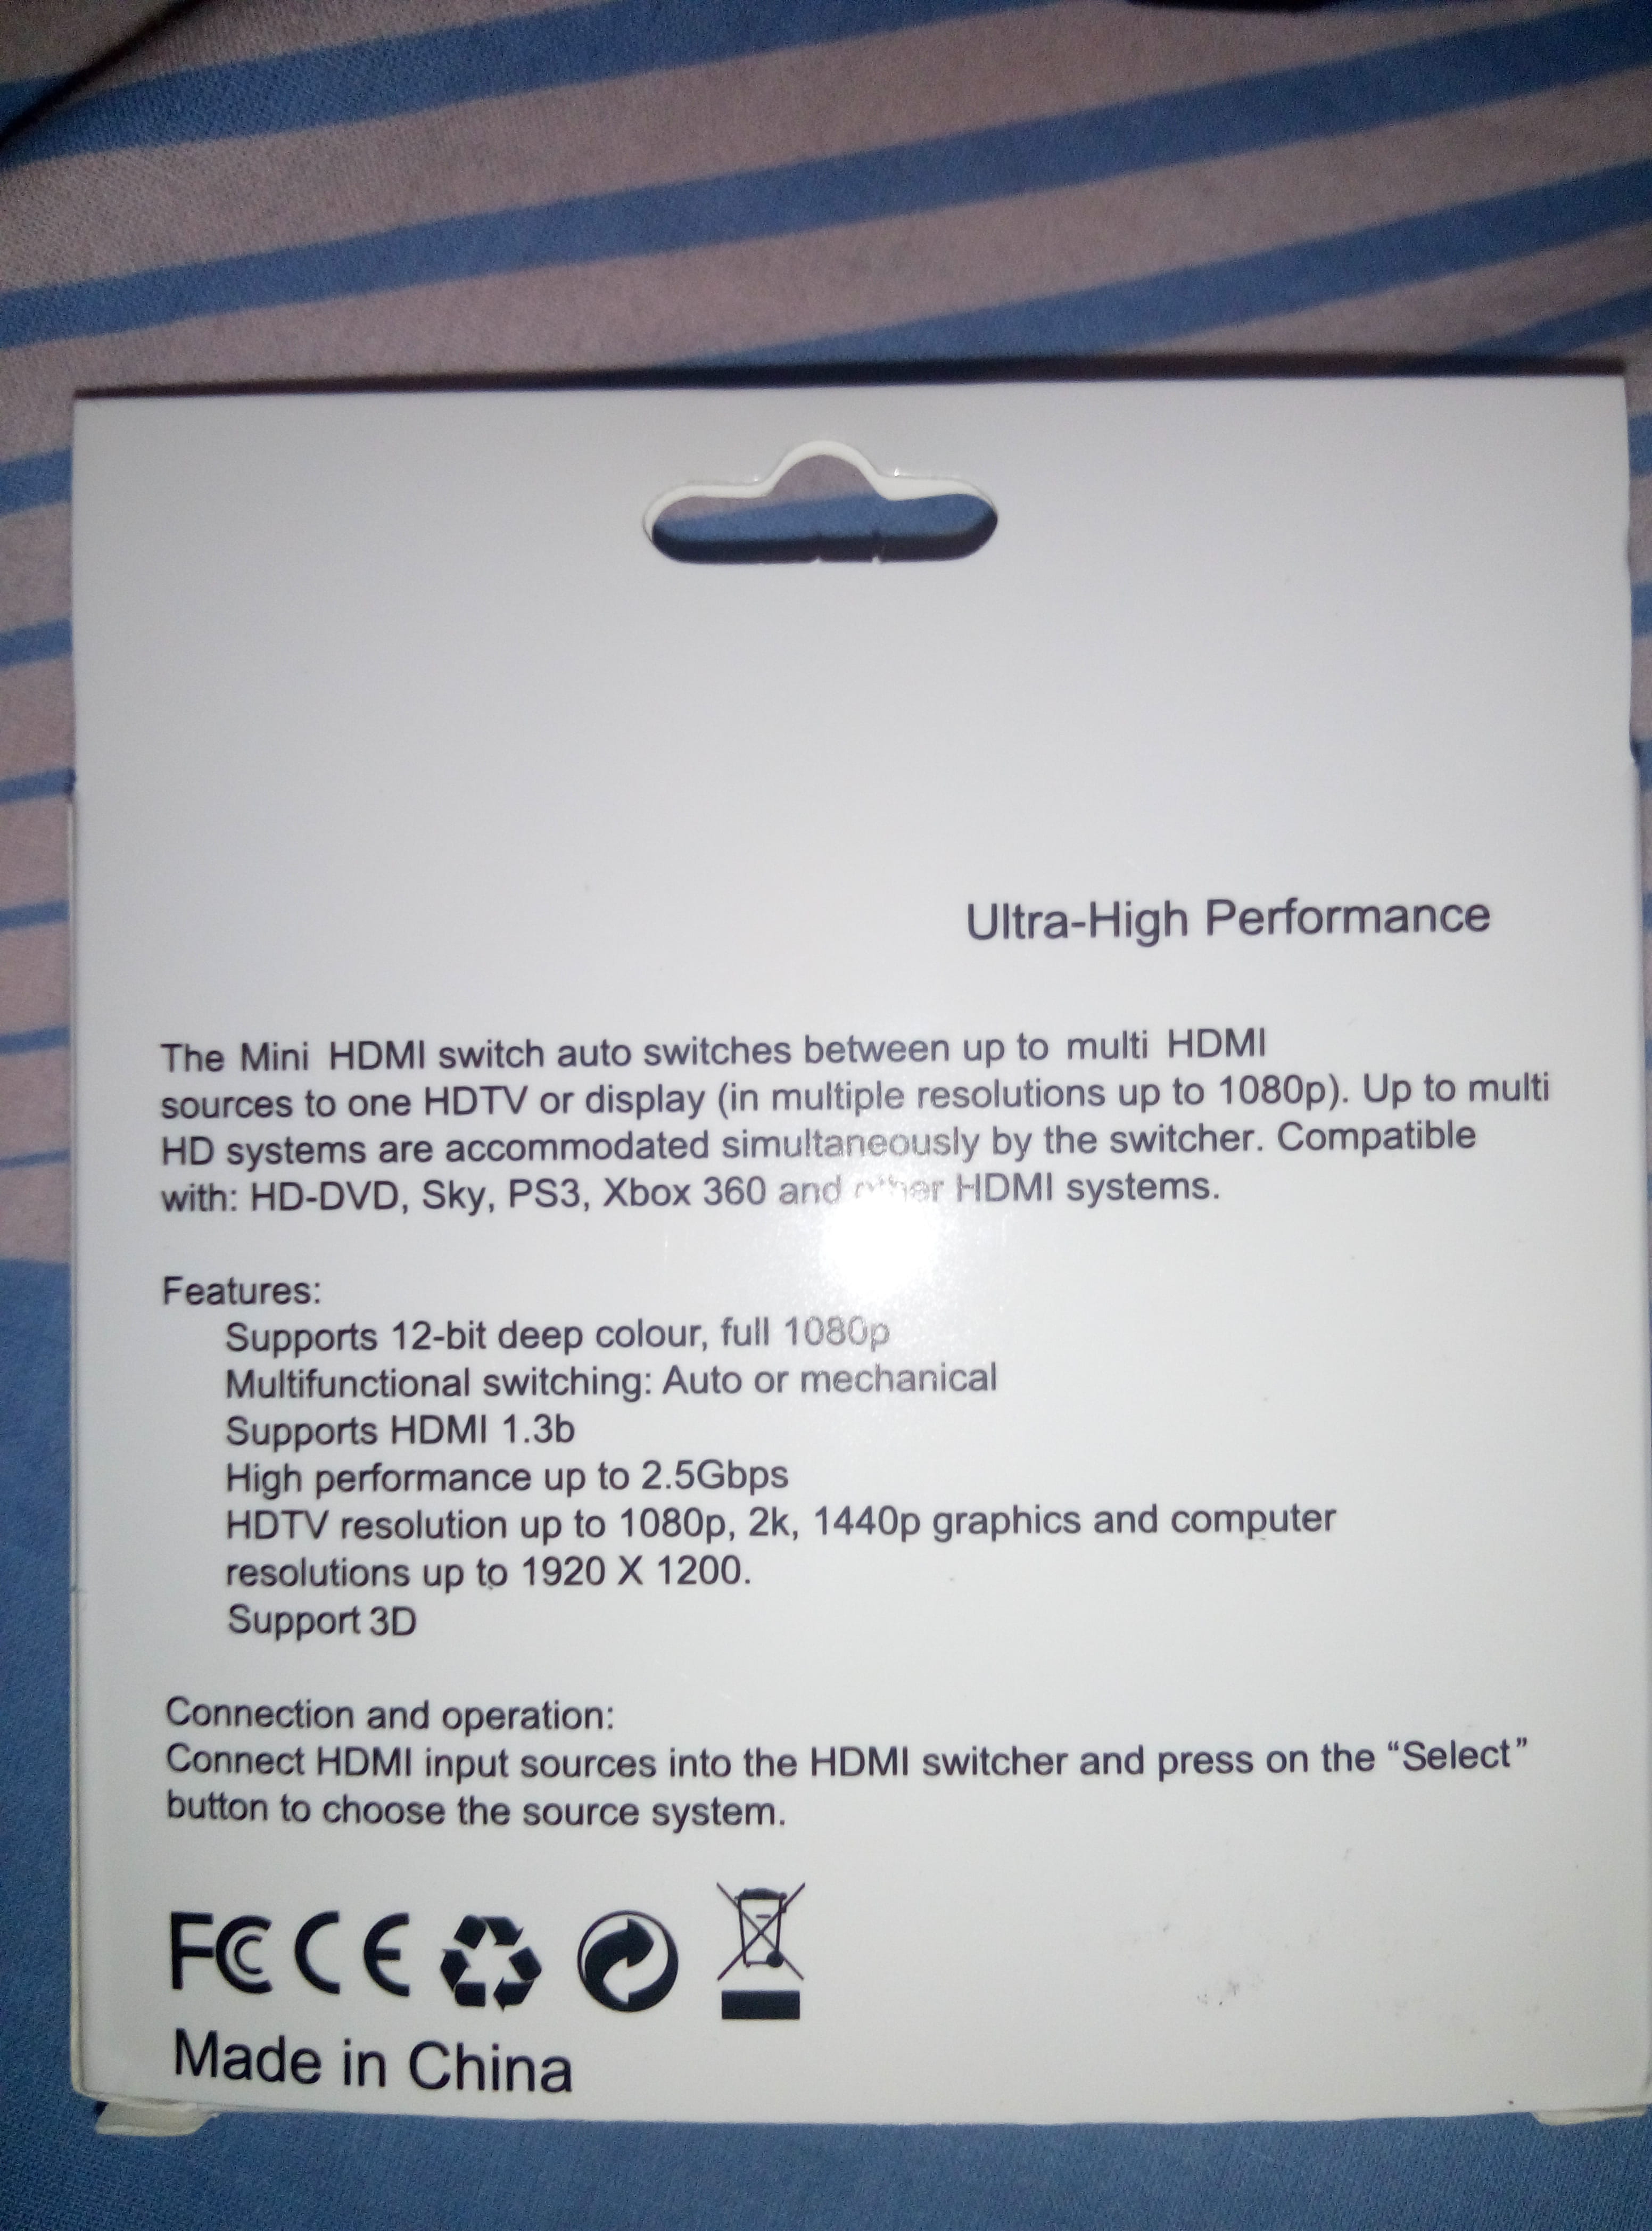 Ultra-High Performance
The Mini HDMI switch auto switches between up to multi HDMI
sources to one HDTV or display (in multiple resolutions up to 1080p). Up to multi
HD systems are accommodated simultaneously by the switcher. Compatible
with: HD-DVD, Sky, PS3, Xbox 360 and other HDMI systems.
Features:
Supports 12-bit deep colour, full 1080p
Multifunctional switching: Auto or mechanical
Supports HDMI 1.3b
High performance up to 2.5Gbps
HDTV resolution up to 1080p, 2k, 1440p graphics and computer
resolutions up to 1920 X 1200.
Support 3D
Connection and operation:
Connect HDMI input sources into the HDMI switcher and press on the “Select”
button to choose the source system.
FC CE
Made in China